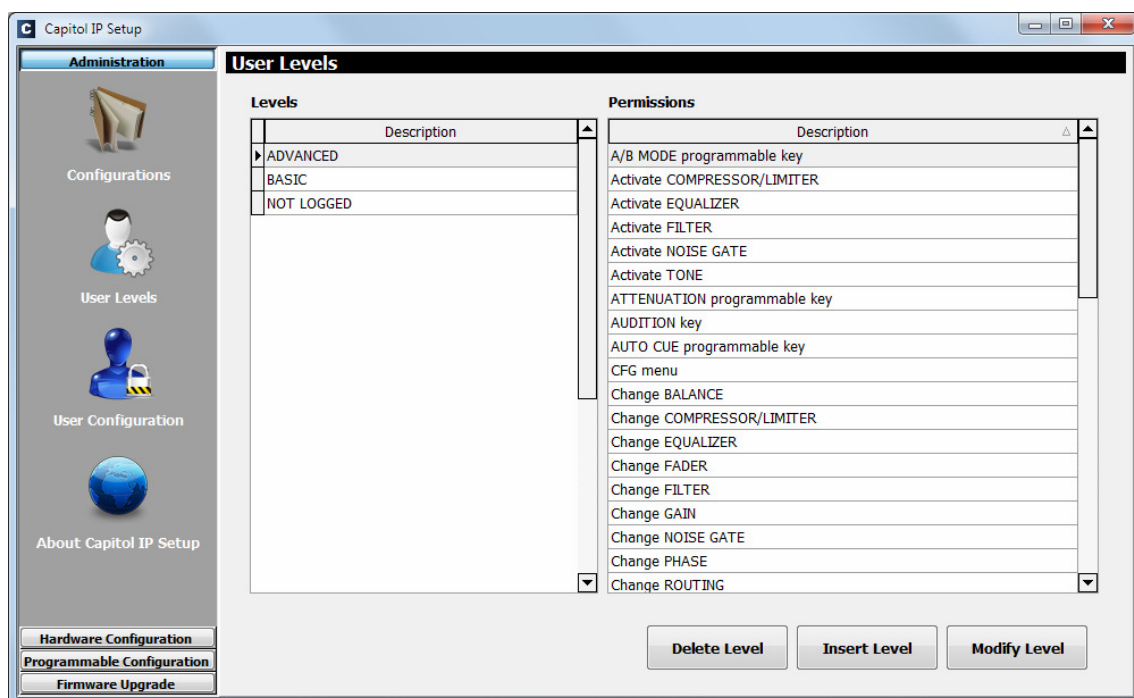 C Capitol IP Setup
Administration
Configurations
User Levels
User Configuration
About Capitol IP Setup
Hardware Configuration
Programmable Configuration
Firmware Upgrade
User Levels
Levels
Description
ADVANCED
BASIC
NOT LOGGED
Permissions
Description
A/B MODE programmable key
Activate COMPRESSOR/LIMITER
Activate EQUALIZER
Activate FILTER
Activate NOISE GATE
Activate TONE
ATTENUATION programmable key
AUDITION key
AUTO CUE programmable key
CFG menu
Change BALANCE
Change COMPRESSOR/LIMITER
Change EQUALIZER
Change FADER
Change FILTER
Change GAIN
Change NOISE GATE
Change PHASE
Change ROUTING
Delete Level
Insert Level
Modify Level